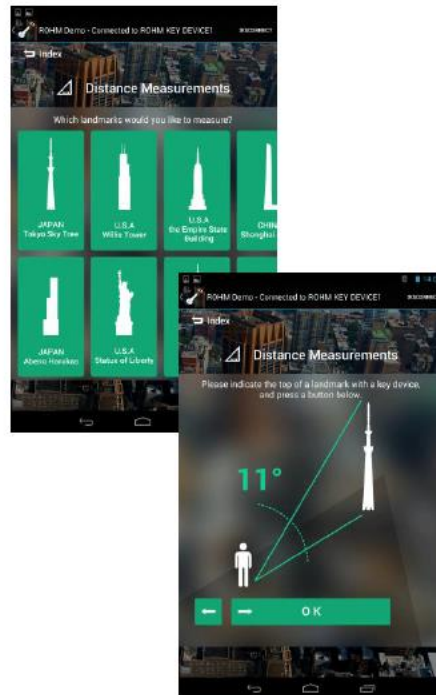 ROHM Demo - Connected to ROHM KEY DEVICE!
DISCONNECT
Index
Distance Measurements
Which landmarks would you like to measure?
JAPAN
Tokyo Sky Tree
U.S.A
Willis Tower
U.S.A
the Empire State
Building
CHIN
Shanghai
JAPAN
Abeno Harukas
U.S.A
Statue of Liberty
ROHM Demo - Connected to ROHM KEY DEVICE!
Index
Distance Measurements
Please indicate the top of a landmark with a key device,
and press a button below.
11°
OK